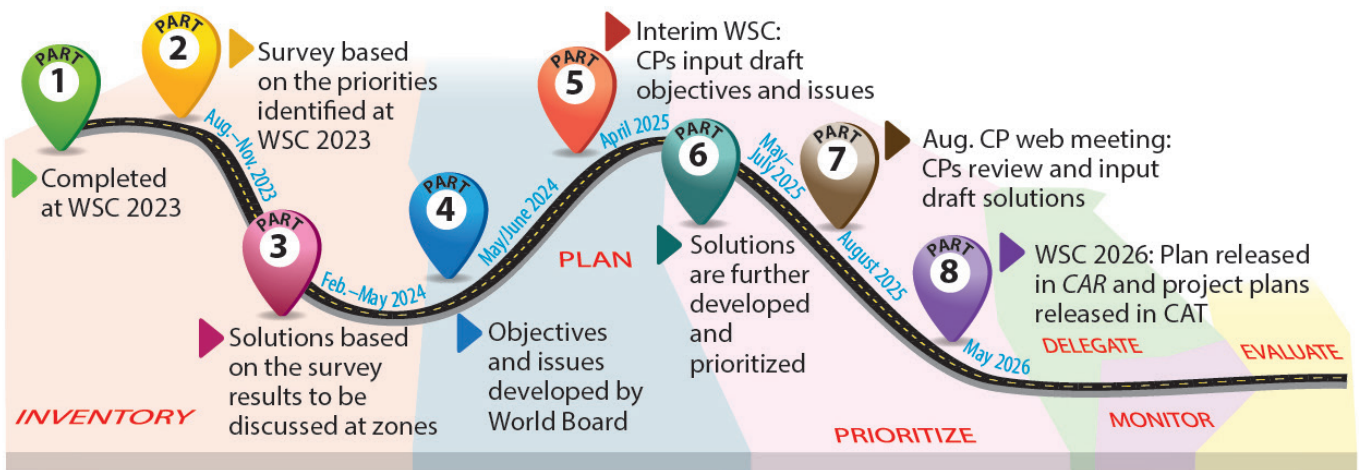 PART
1
Completed
at WSC 2023
PART
2
Survey based
on the priorities
identified at
WSC 2023
Aug.–Nov. 2023
PART
3
Solutions based
on the survey
results to be
discussed at zones
Feb.–May 2024
INVENTORY
PART
4
Objectives
and issues
developed by
World Board
May/June 2024
PART
5
Interim WSC:
CPs input draft
objectives and issues
April 2025
PLAN
PART
6
Solutions
are further
developed
and
prioritized
May–
July 2025
PART
7
Aug. CP web meeting:
CPs review and input
draft solutions
August 2025
PRIORITIZE
PART
8
WSC 2026: Plan released
in CAR and project plans
released in CAT
May 2026
DELEGATE
MONITOR
EVALUATE